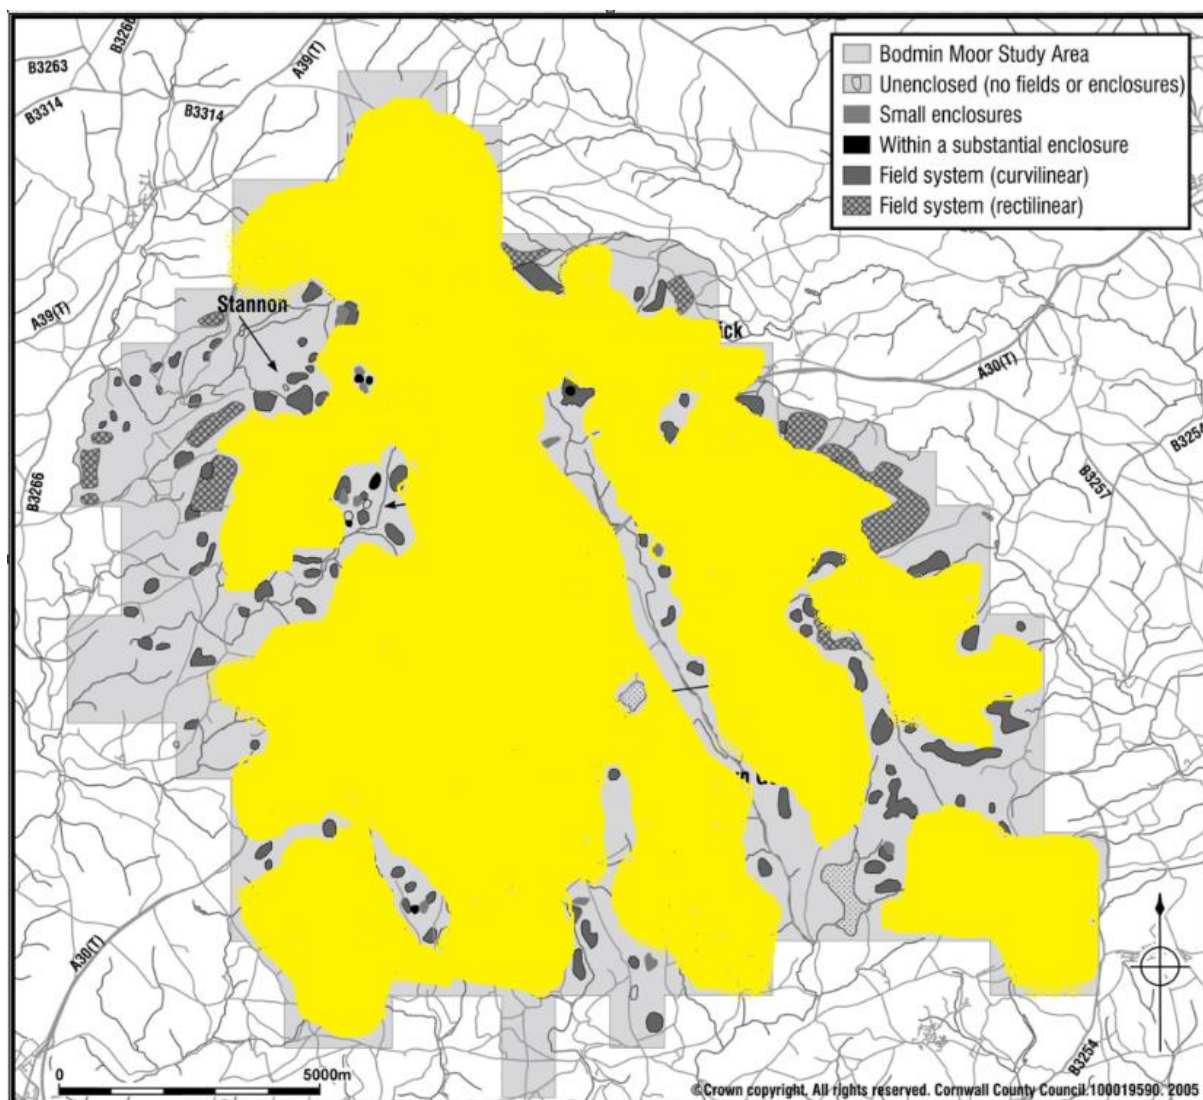 B3266
B3263
A39(T)
B3314
B3314
Bodmin Moor Study Area
Unenclosed (no fields or enclosures)
Small enclosures
Within a substantial enclosure
Field system (curvilinear)
Field system (rectilinear)
Stannon
A39(T)
ick
A30(T)
B3254
B3257
B3266
A30(T)
0
5000m
B3254
©Crown copyright. All rights reserved. Cornwall County Council.100019590. 2005